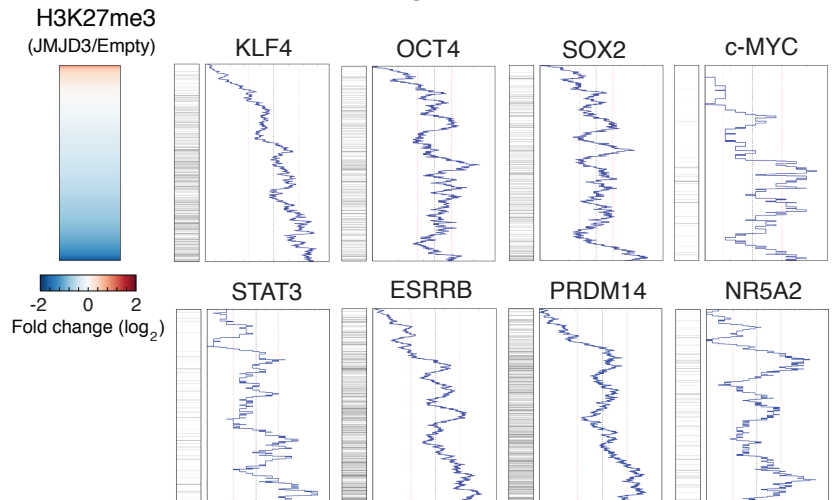 H3K27me3
(JMJD3/Empty)
KLF4
OCT4
SOX2
c-MYC
-2 0 2
Fold change (log2)
STAT3
ESRRB
PRDM14
NR5A2